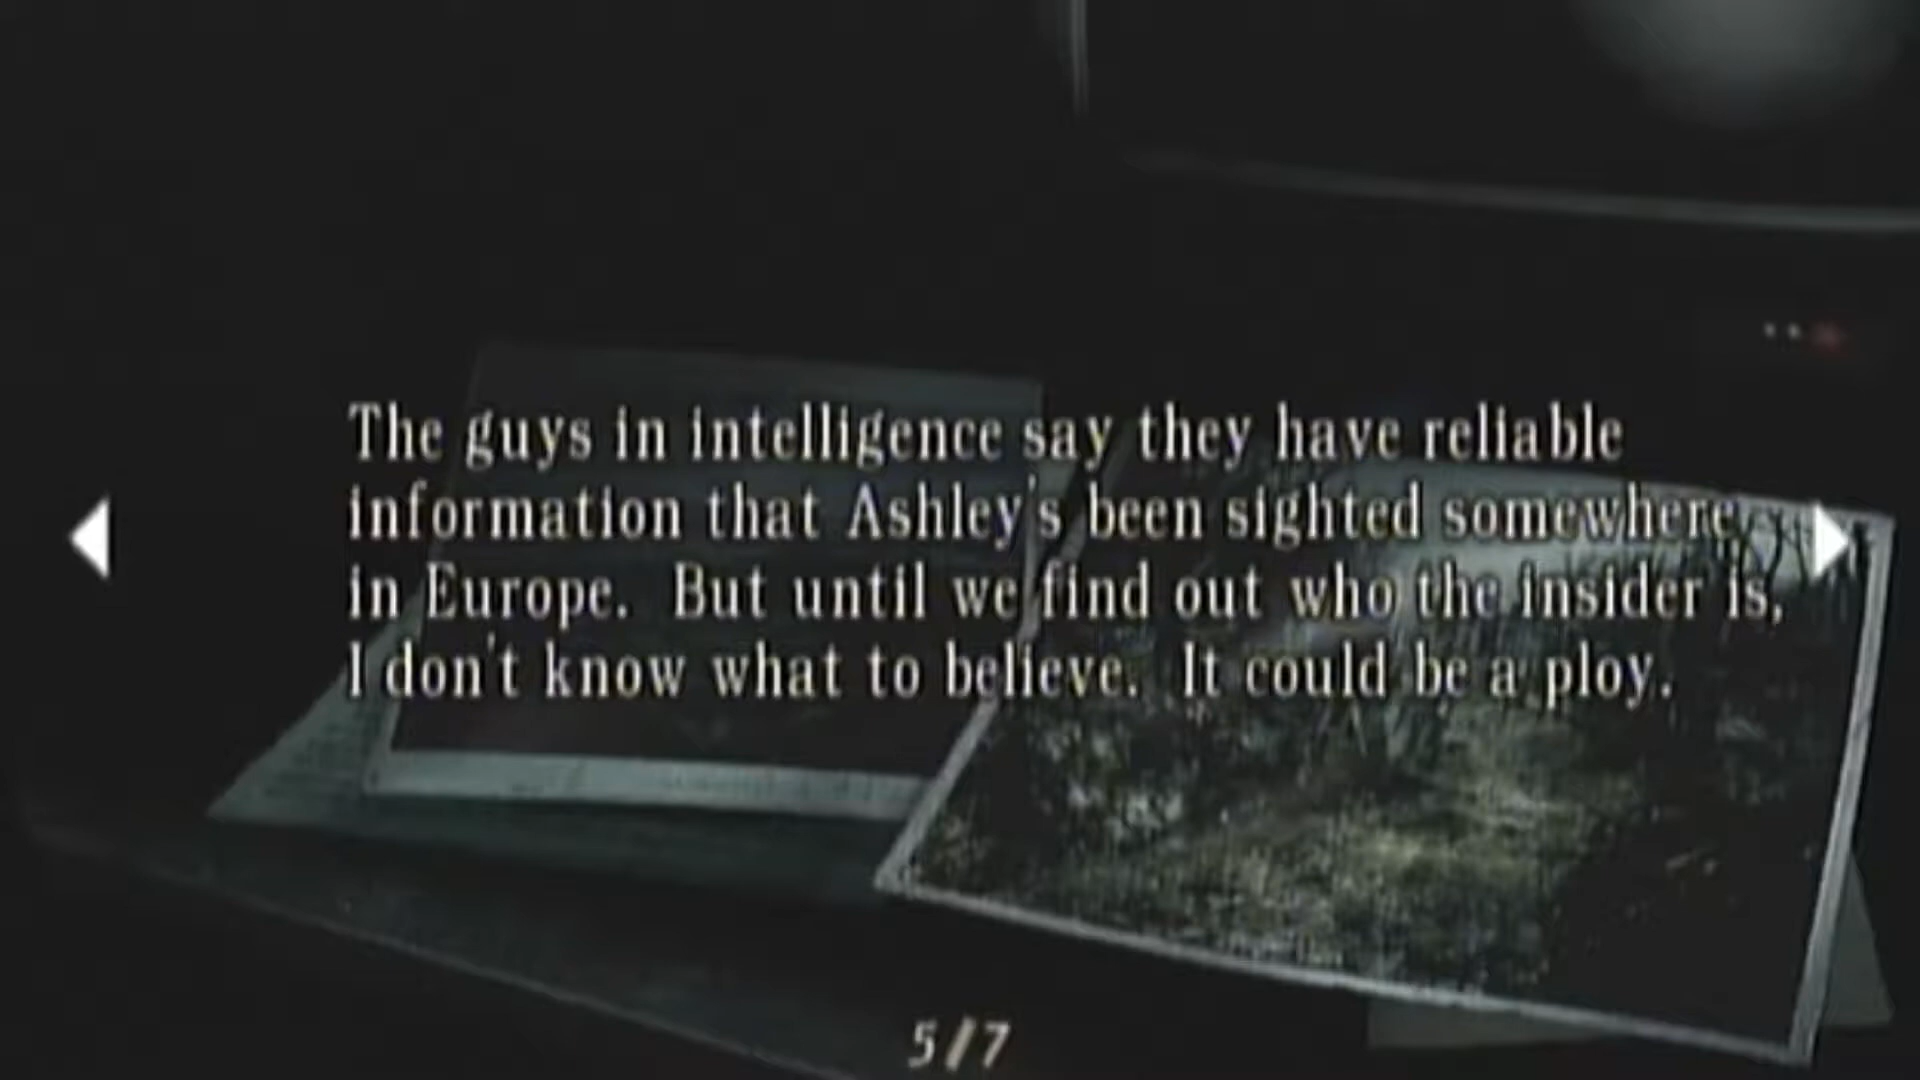 The guys in intelligence say they have reliable
information that Ashley's been sighted somewhere
in Europe. But until we find out who the insider is,
I don't know what to believe. It could be a ploy.
5/7